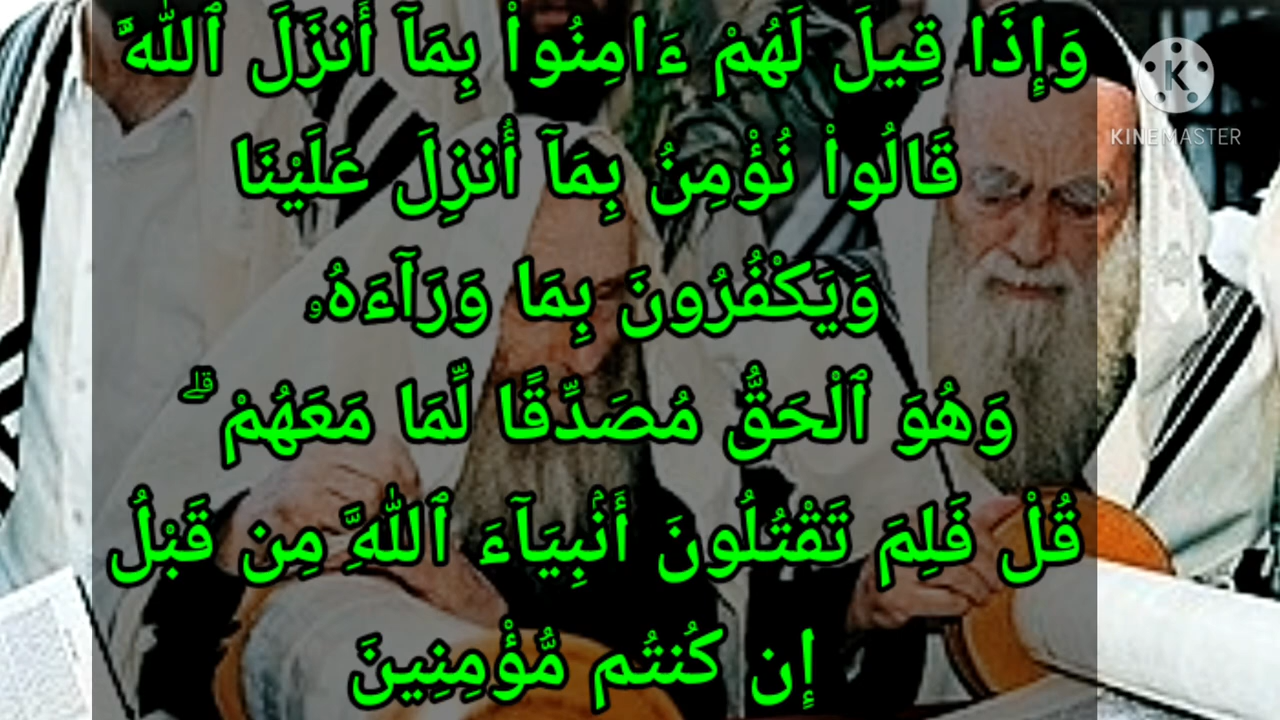 وَإِذَا قِيلَ لَهُمْ ءَامِنُوا۟ بِمَآ أَنزَلَ ٱللَّهُ
قَالُوا۟ نُؤْمِنُ بِمَآ أُنزِلَ عَلَيْنَا
وَيَكْفُرُونَ بِمَا وَرَآءَهُۥ
وَهُوَ ٱلْحَقُّ مُصَدِّقًا لِّمَا مَعَهُمْ ۗ
قُلْ فَلِمَ تَقْتُلُونَ أَنۢبِيَآءَ ٱللَّهِ مِن قَبْلُ
إِن كُنتُم مُّؤْمِنِينَ
K
KINEMASTER